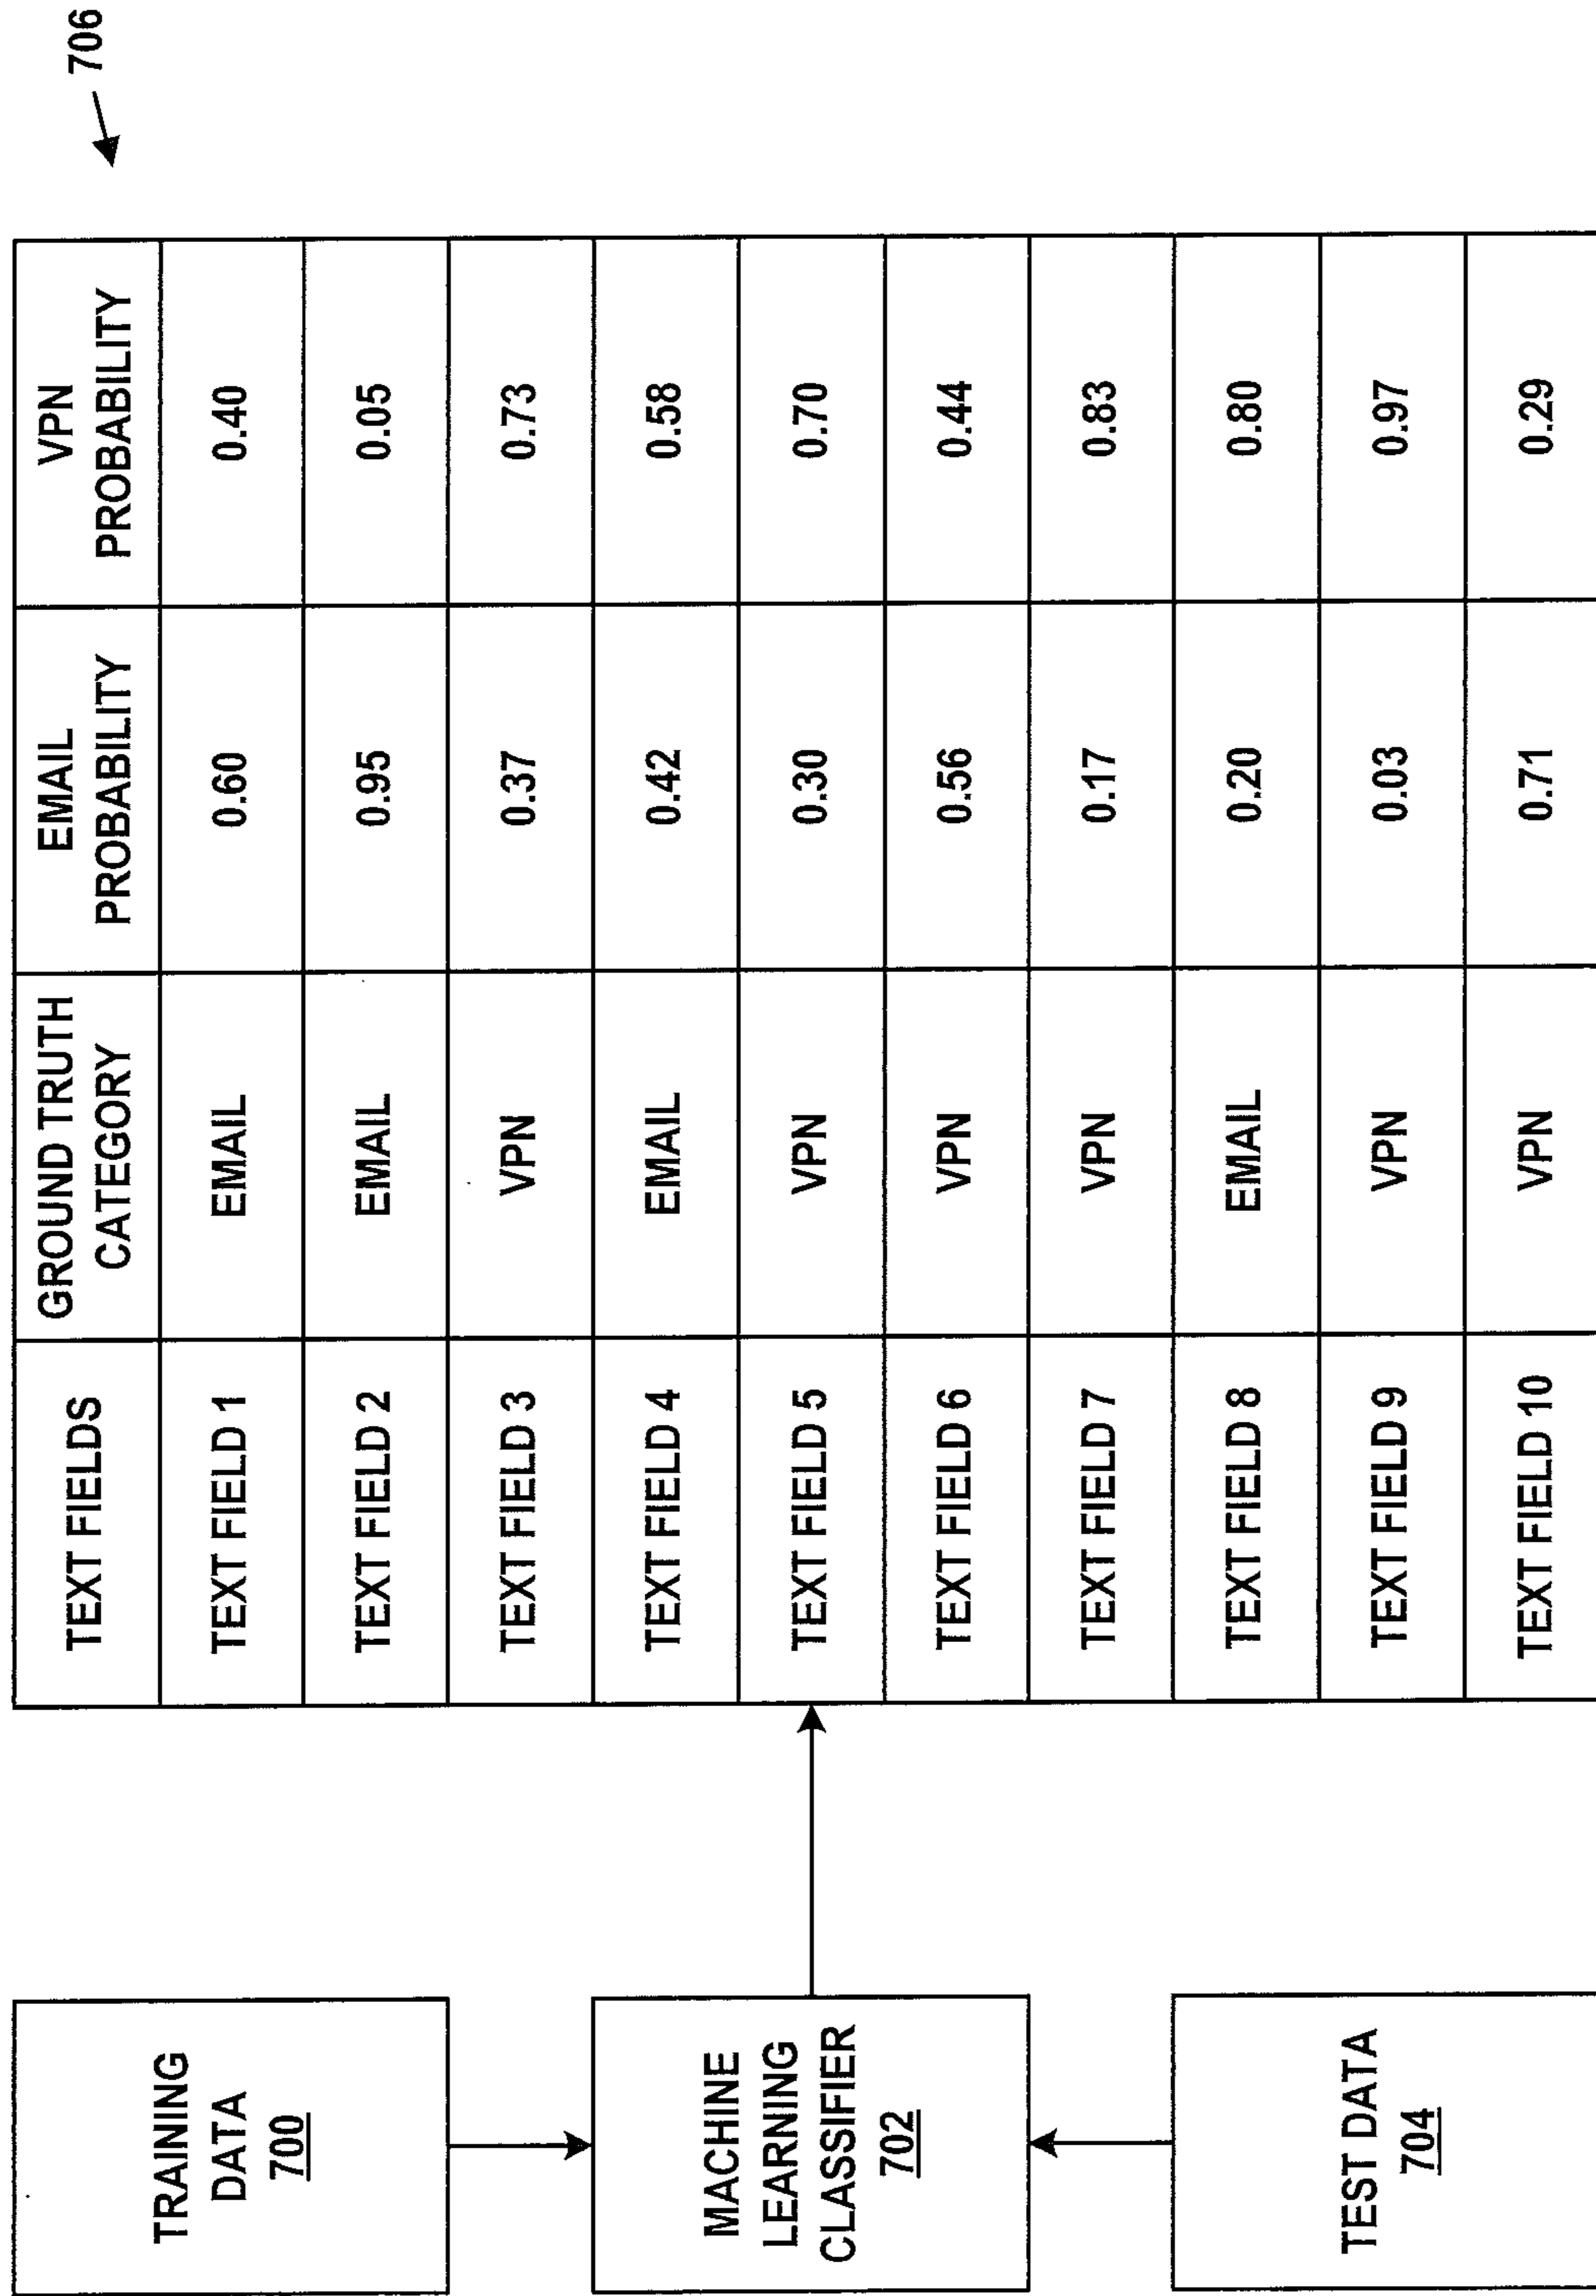 TRAINING
DATA
700
MACHINE
LEARNING
CLASSIFIER
702
TEST DATA
704
706
TEXT FIELDS GROUND TRUTH CATEGORY EMAIL PROBABILITY VPN PROBABILITY
TEXT FIELD 1 EMAIL 0.60 0.40
TEXT FIELD 2 EMAIL 0.95 0.05
TEXT FIELD 3 VPN 0.37 0.73
TEXT FIELD 4 EMAIL 0.42 0.58
TEXT FIELD 5 VPN 0.30 0.70
TEXT FIELD 6 VPN 0.56 0.44
TEXT FIELD 7 VPN 0.17 0.83
TEXT FIELD 8 EMAIL 0.20 0.80
TEXT FIELD 9 VPN 0.03 0.97
TEXT FIELD 10 VPN 0.71 0.29